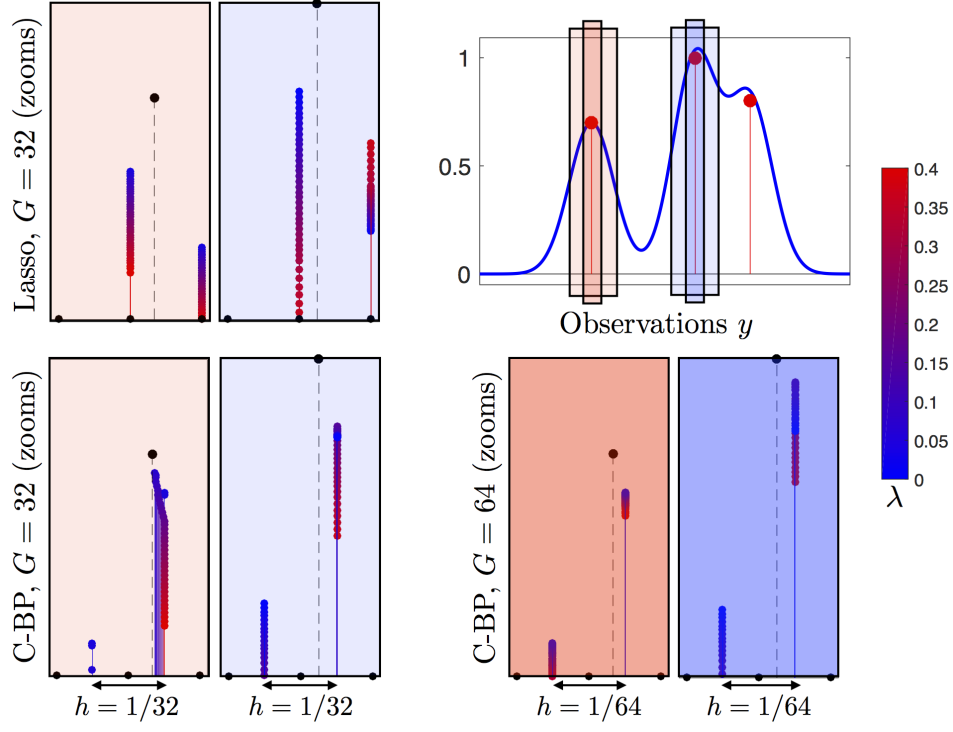 Lasso, G = 32 (zooms)
1
0.5
0
Observations y
0.4
0.35
0.3
0.25
0.2
0.15
0.1
0.05
0
λ
C-BP, G = 32 (zooms)
h = 1/32
h = 1/32
C-BP, G = 64 (zooms)
h = 1/64
h = 1/64